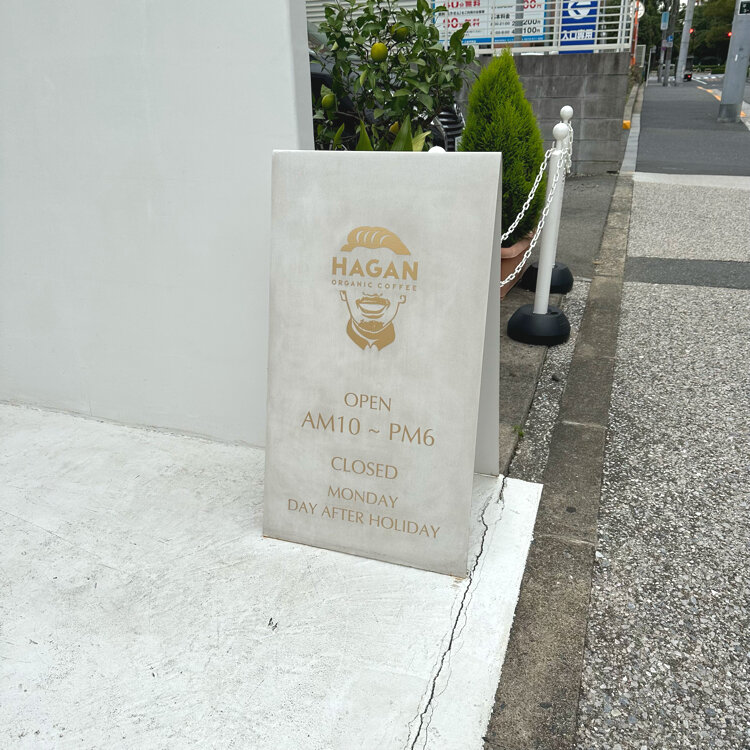 HAGAN
ORGANIC COFFEE
OPEN
AM10 ~ PM6
CLOSED
MONDAY
DAY AFTER HOLIDAY